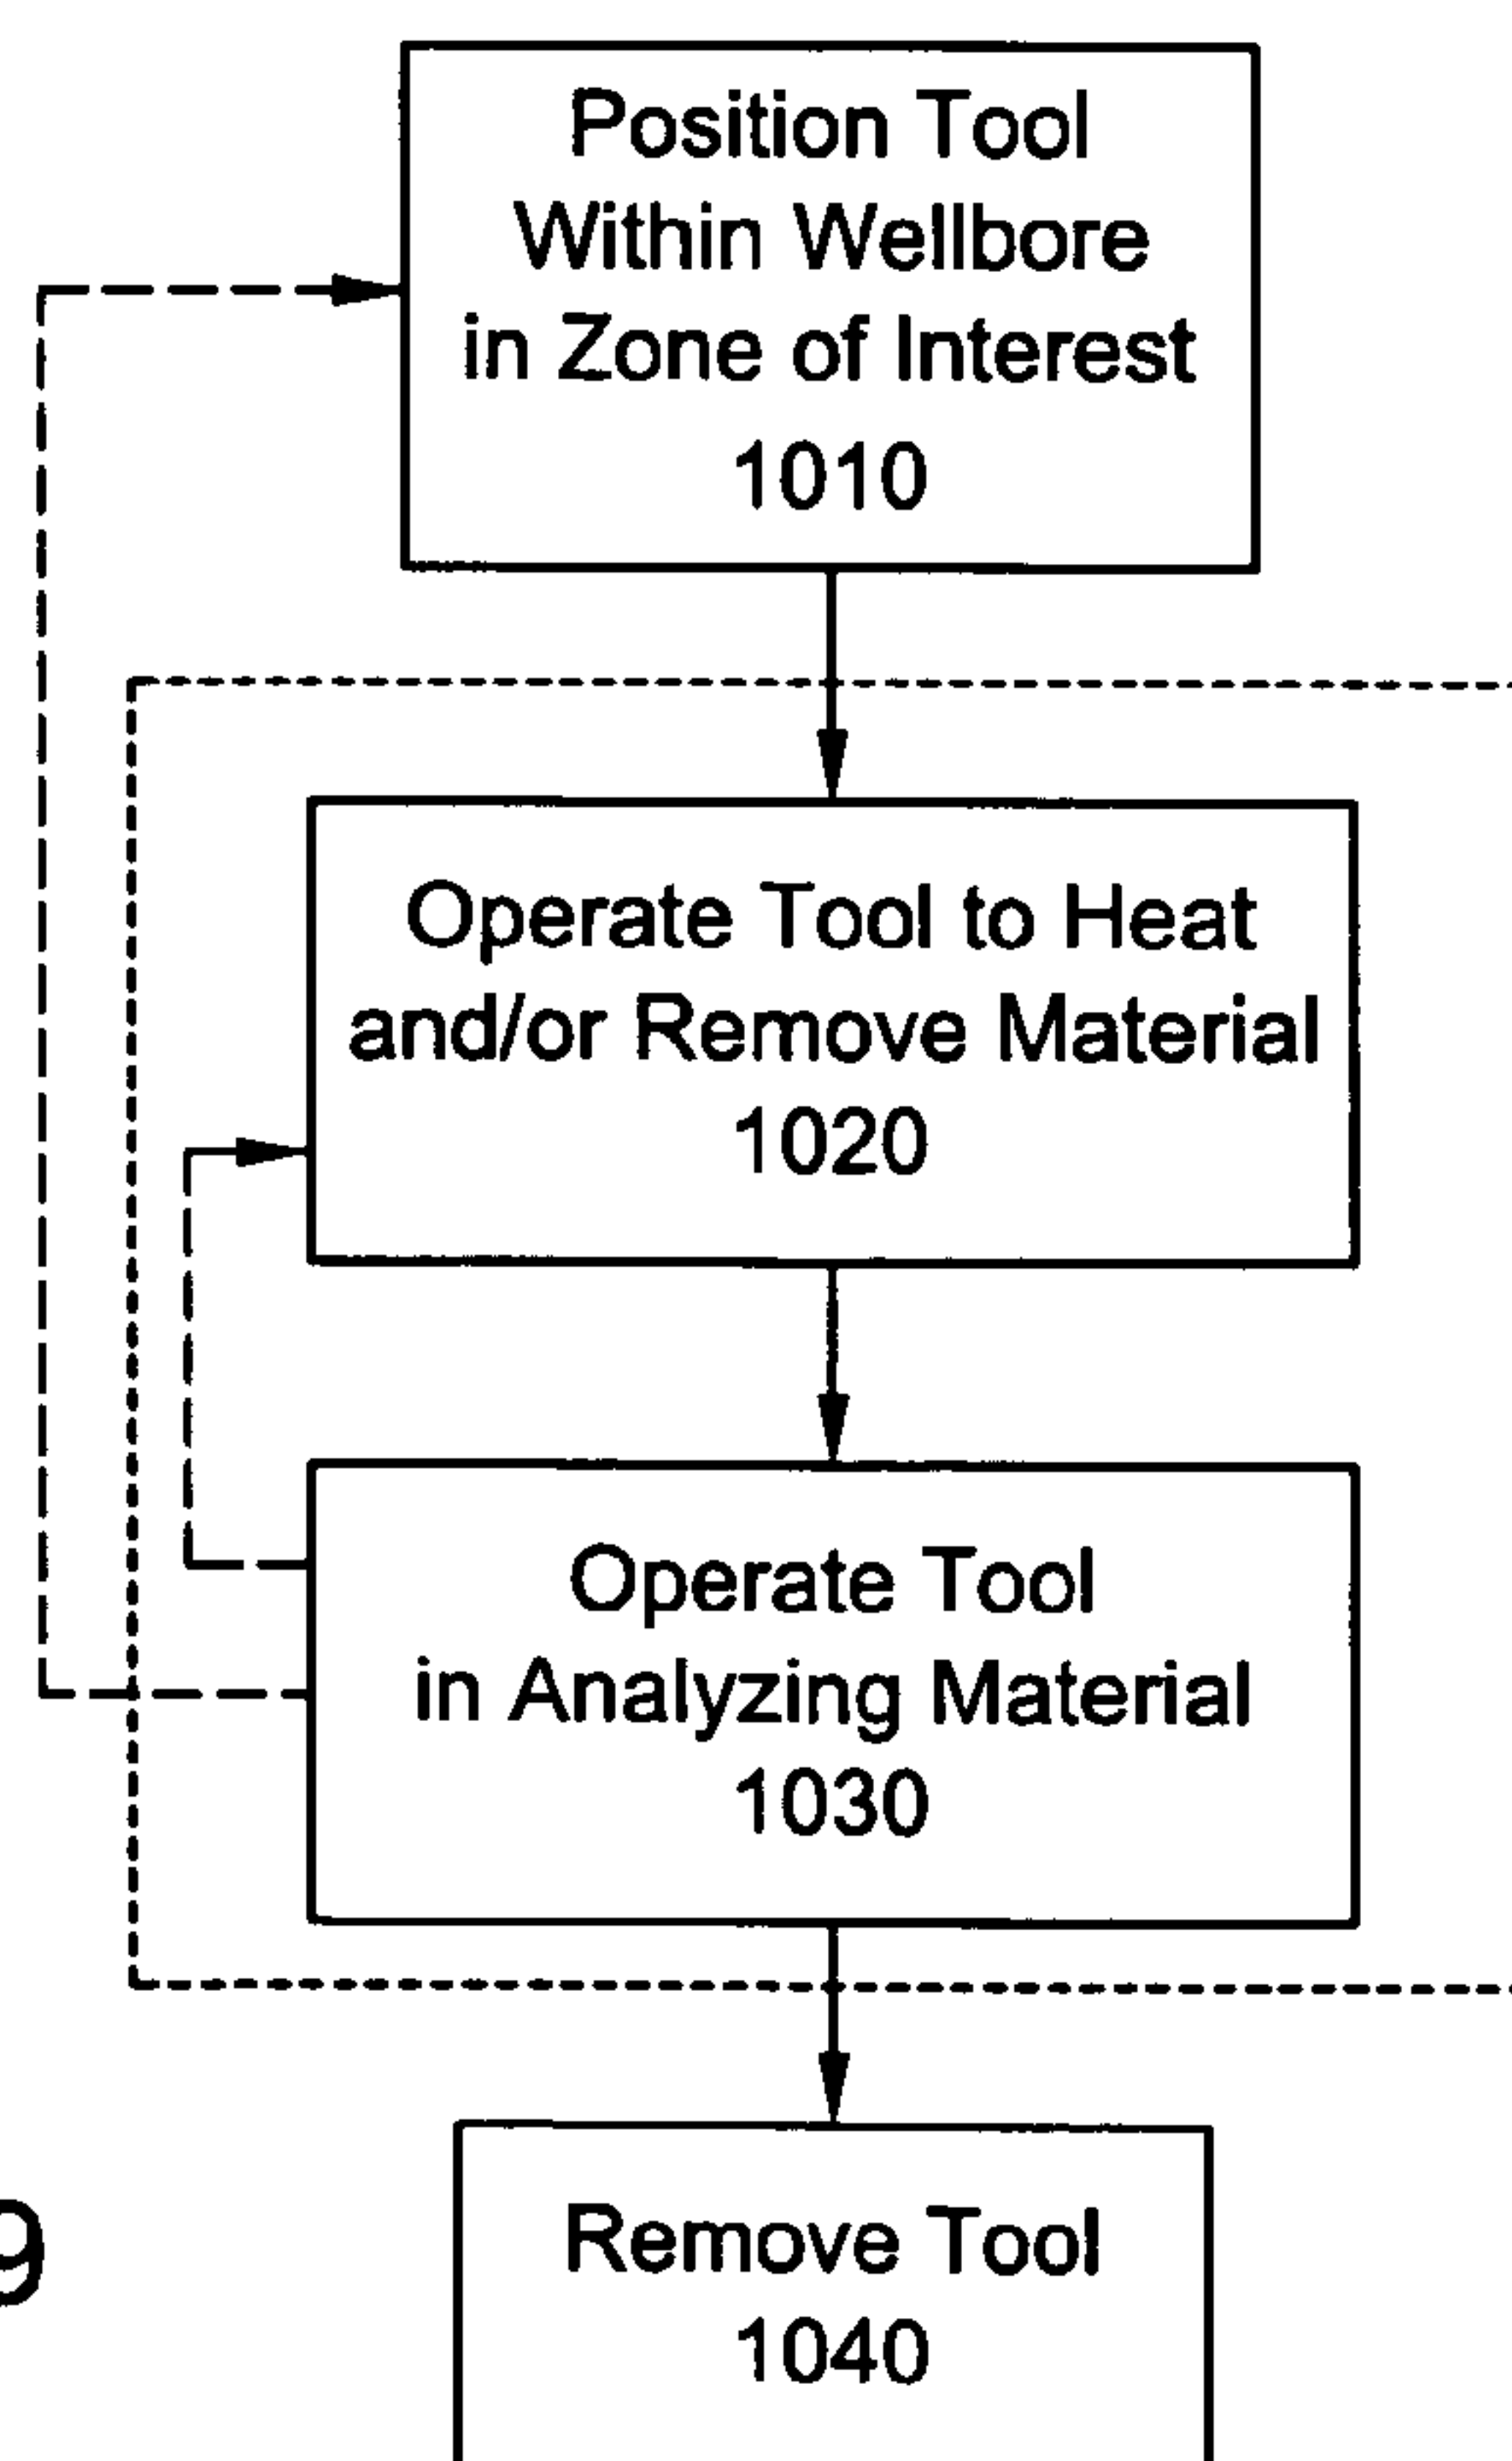 Position Tool
Within Wellbore
in Zone of Interest
1010
Operate Tool to Heat
and/or Remove Material
1020
Operate Tool
in Analyzing Material
1030
Remove Tool
1040
9